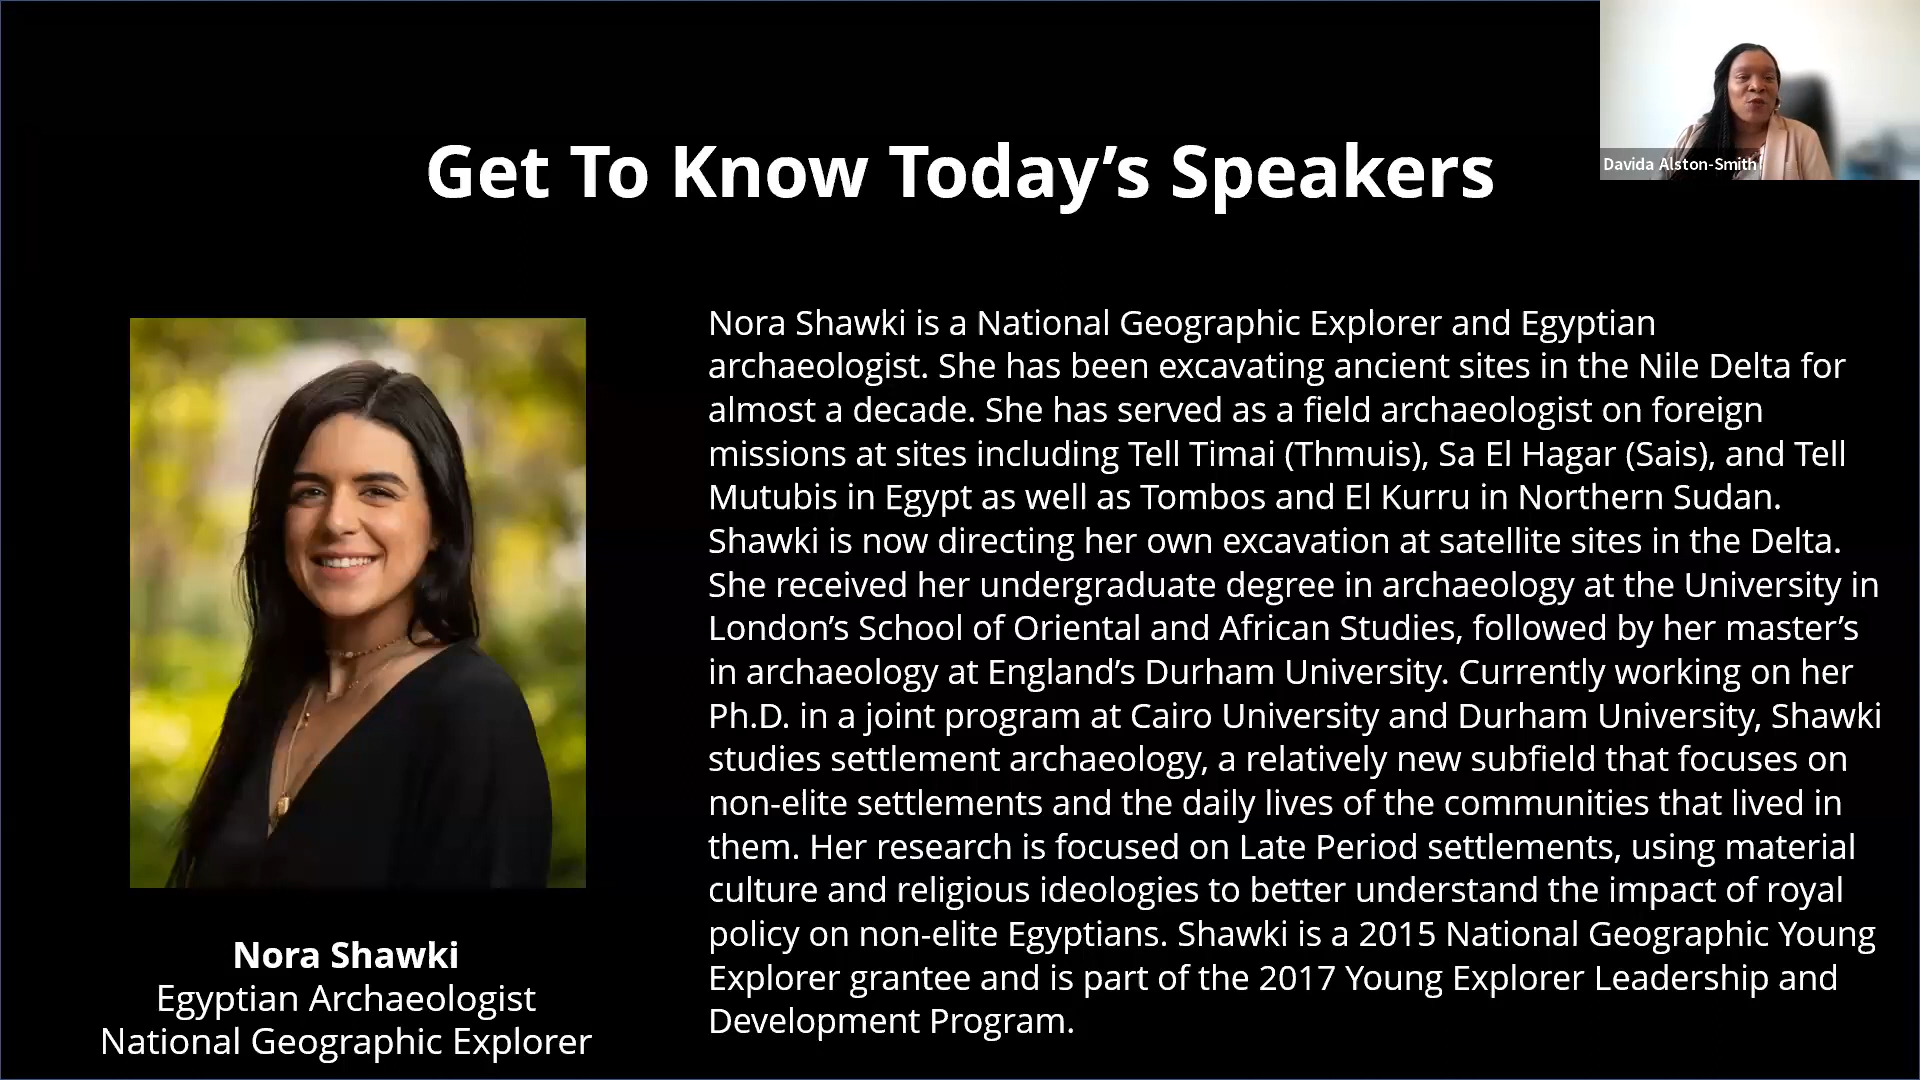 Get To Know Today’s Speakers
Davida Alston-Smith
Nora Shawki is a National Geographic Explorer and Egyptian
archaeologist. She has been excavating ancient sites in the Nile Delta for
almost a decade. She has served as a field archaeologist on foreign
missions at sites including Tell Timai (Thmuis), Sa El Hagar (Sais), and Tell
Mutubis in Egypt as well as Tombos and El Kurru in Northern Sudan.
Shawki is now directing her own excavation at satellite sites in the Delta.
She received her undergraduate degree in archaeology at the University in
London’s School of Oriental and African Studies, followed by her master’s
in archaeology at England’s Durham University. Currently working on her
Ph.D. in a joint program at Cairo University and Durham University, Shawki
studies settlement archaeology, a relatively new subfield that focuses on
non-elite settlements and the daily lives of the communities that lived in
them. Her research is focused on Late Period settlements, using material
culture and religious ideologies to better understand the impact of royal
policy on non-elite Egyptians. Shawki is a 2015 National Geographic Young
Explorer grantee and is part of the 2017 Young Explorer Leadership and
Development Program.
Nora Shawki
Egyptian Archaeologist
National Geographic Explorer